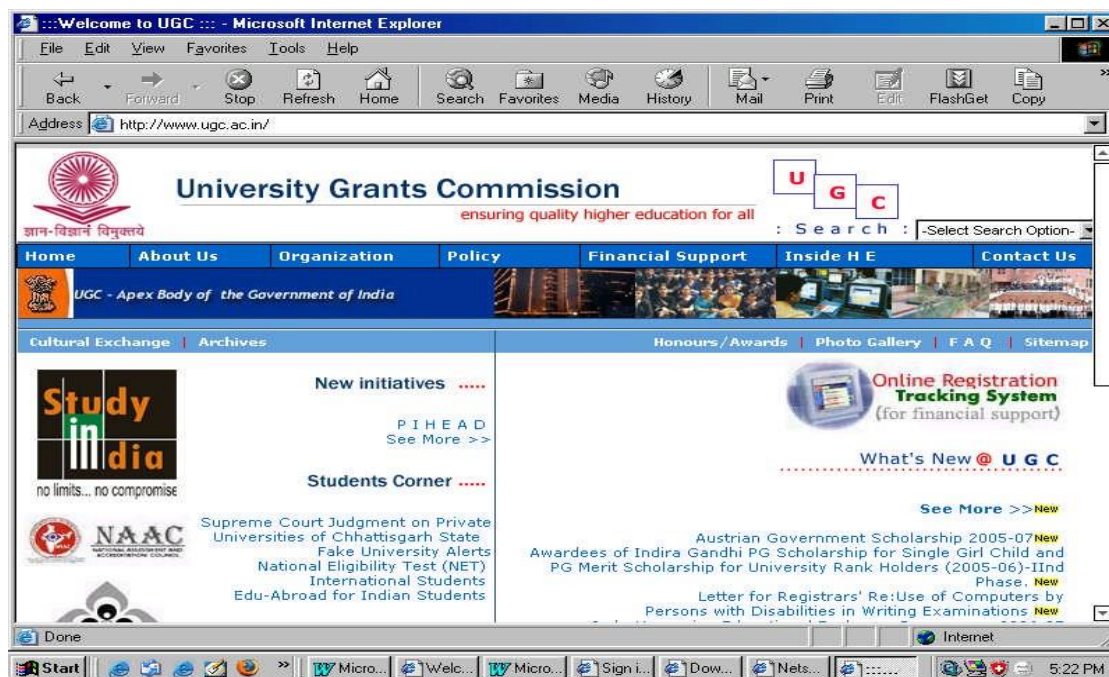 :::Welcome to UGC ::: - Microsoft Internet Explorer
File Edit View Favorites Tools Help
Back Forward Stop Refresh Home Search Favorites Media History Mail Print Edit FlashGet Copy
Address http://www.ugc.ac.in/
University Grants Commission
ensuring quality higher education for all
ज्ञान-विज्ञानं विमुक्तये
U G C
: Search : -Select Search Option-
Home About Us Organization Policy Financial Support Inside H E Contact Us
UGC - Apex Body of the Government of India
Cultural Exchange | Archives Honours/Awards | Photo Gallery | F A Q | Sitemap
Study in India
no limits... no compromise
NAAC
NATIONAL ASSESSMENT AND
ACCREDITATION COUNCIL
New initiatives .....
P I H E A D
See More >>
Students Corner .....
Supreme Court Judgment on Private
Universities of Chhattisgarh State
Fake University Alerts
National Eligibility Test (NET)
International Students
Edu-Abroad for Indian Students
Online Registration
Tracking System
(for financial support)
What's New @ U G C
See More >>New
Austrian Government Scholarship 2005-07New
Awardees of Indira Gandhi PG Scholarship for Single Girl Child and
PG Merit Scholarship for University Rank Holders (2005-06)-IInd
Phase. New
Letter for Registrars' Re:Use of Computers by
Persons with Disabilities in Writing Examinations New
Done Internet
Start » Micro... Welc... Micro... Sign i... Dow... Nets... :::... 5:22 PM